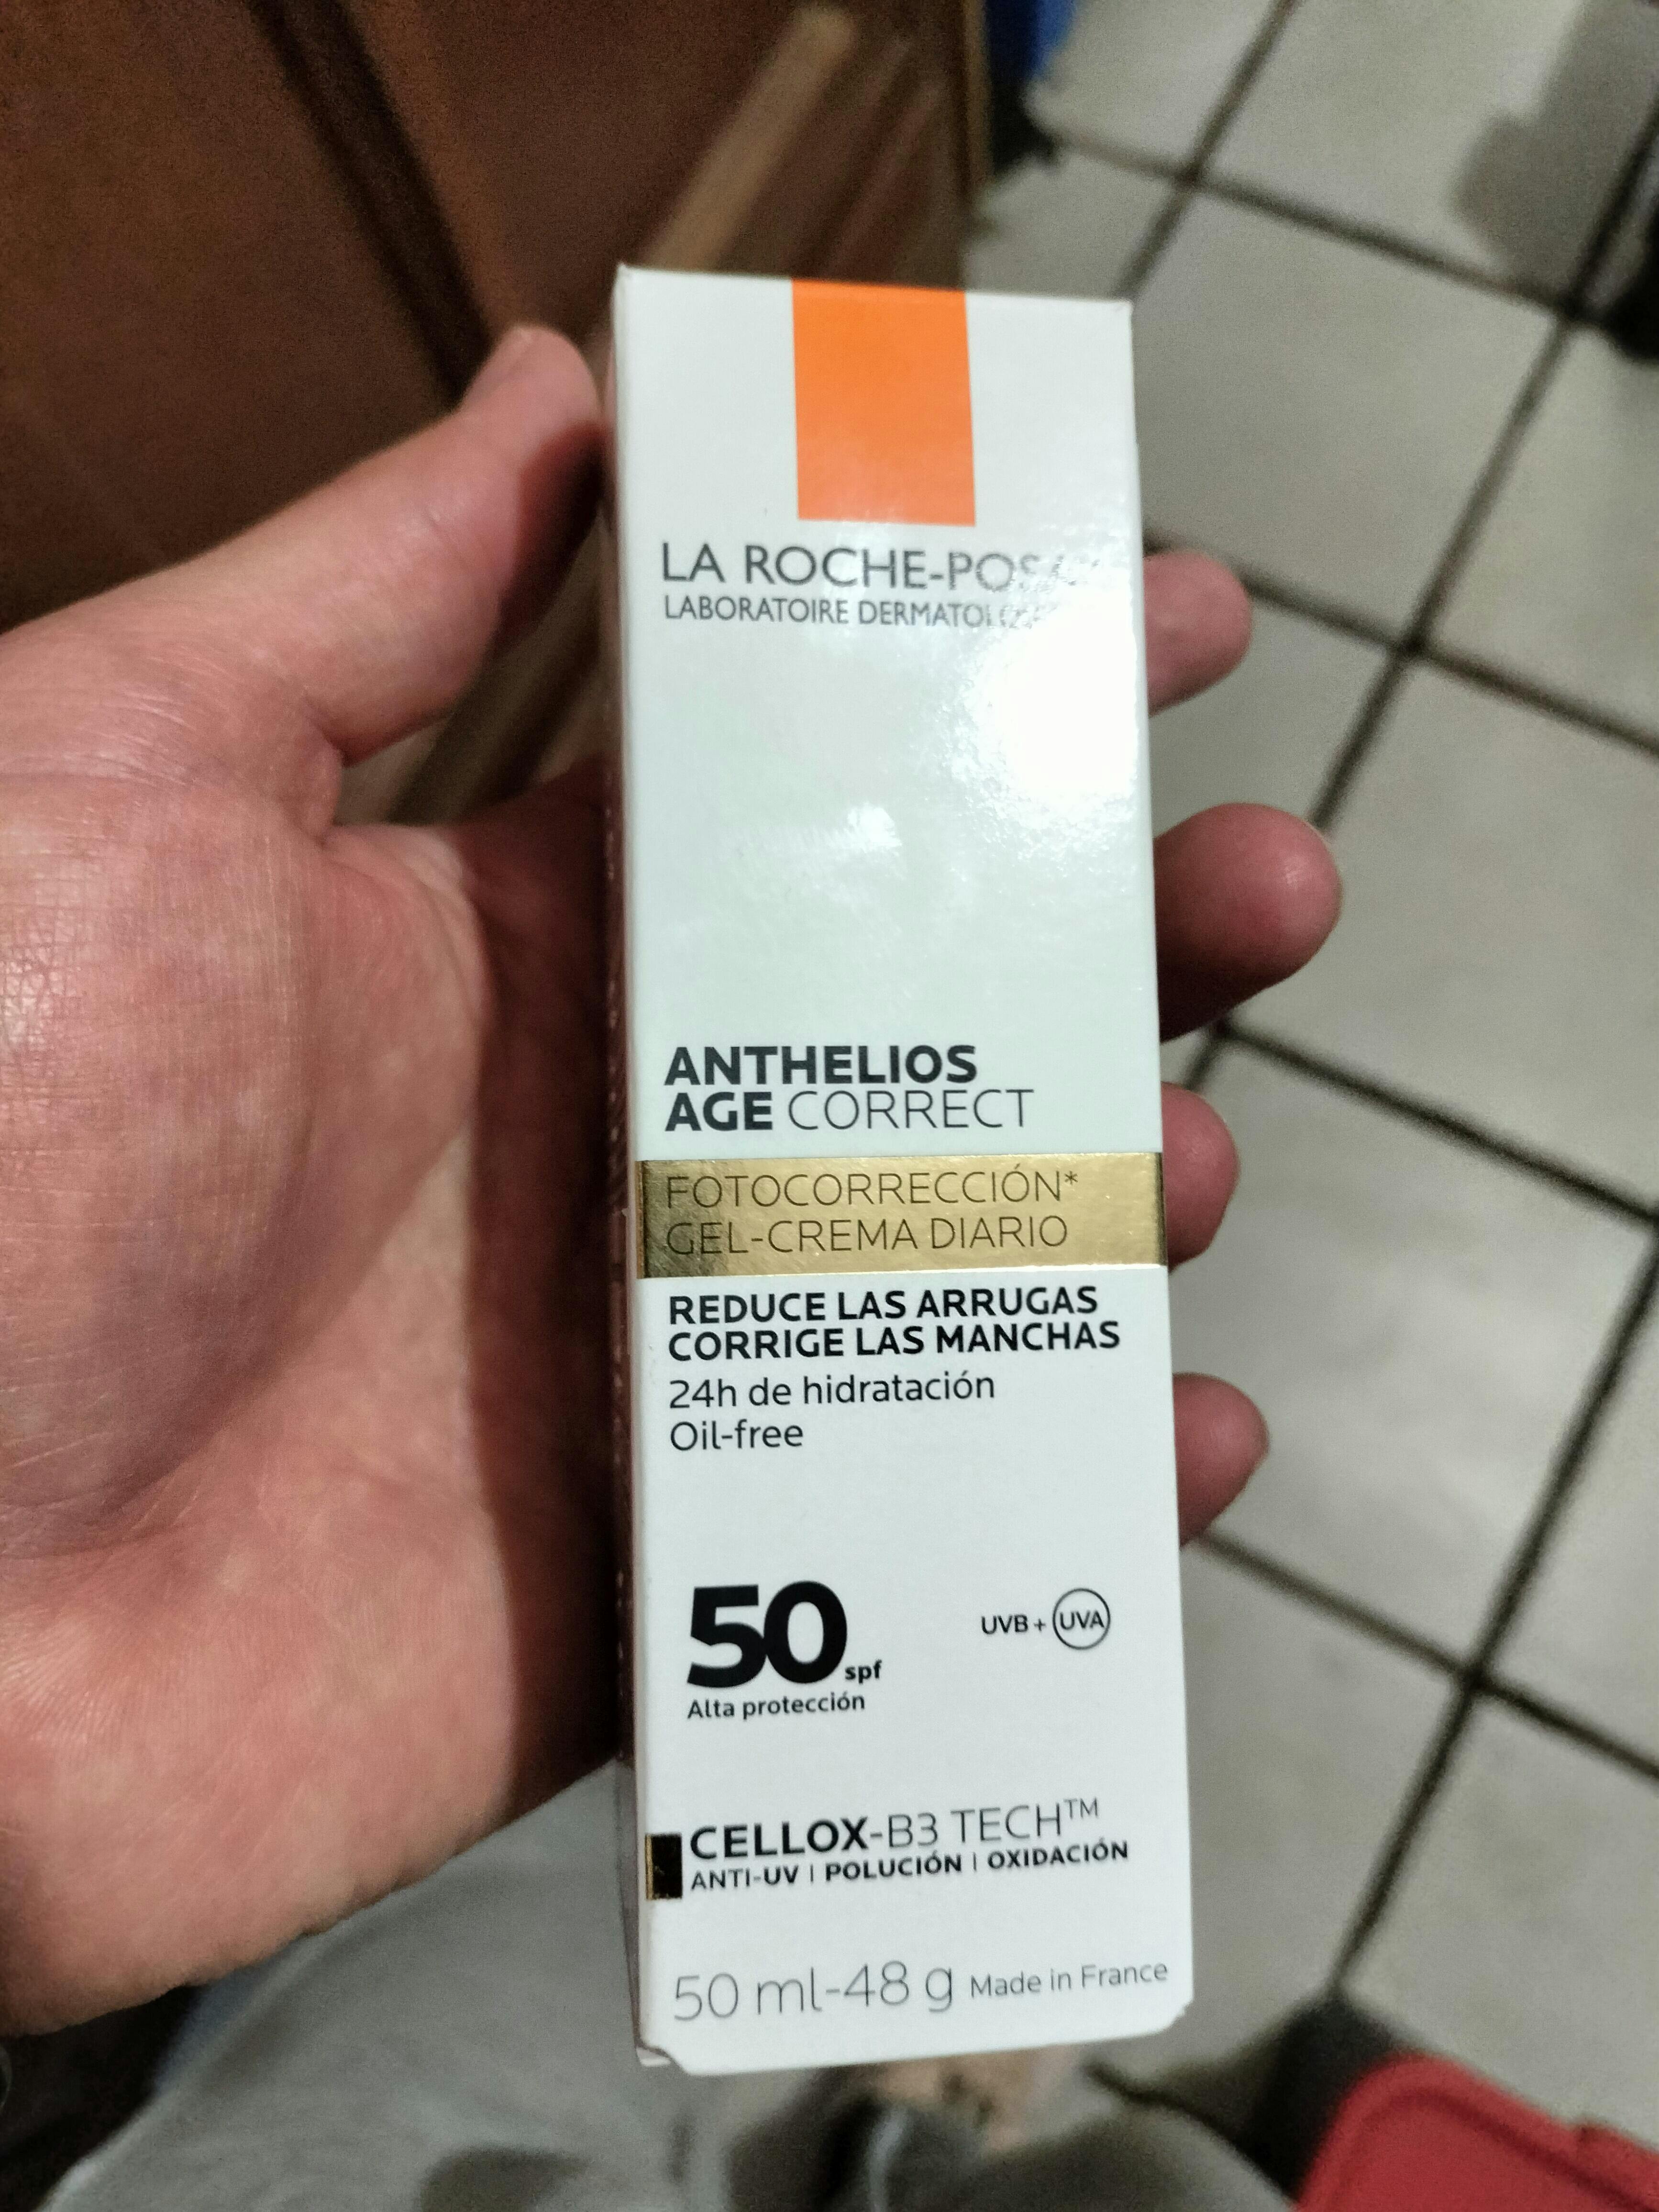 LA ROCHE-POSAY
LABORATOIRE
ANTHELIOS
AGE CORRECT
FOTOCORRECCIÓN*
GEL-CREMA DIARIO
REDUCE LAS ARRUGAS
CORRIGE LAS MANCHAS
24h de hidratación
Oil-free
50 spf
UVB + UVA
Alta protección
CELLOX-B3 TECH™
ANTI-UV | POLUCIÓN | OXIDACIÓN
50 ml-48 g Made in France